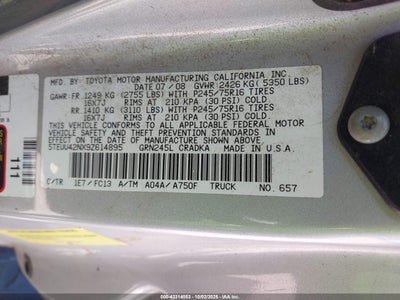 MFD. BY: TOYOTA MOTOR MANUFACTURING CALIFORNIA INC.
DATE 07 / 08 GVWR 2426 KG ( 5350 LBS)
GAWR: FR 1249 KG (2755 LBS) WITH P245/75R16 TIRES
16X7J RIMS AT 210 KPA (30 PSI) COLD
RR 1410 KG (3110 LBS) WITH P245/75R16 TIRES
16X7J RIMS AT 210 KPA (30 PSI) COLD
THIS VEHICLE CONFORMS TO ALL APPLICABLE FEDERAL MOTOR
VEHICLE SAFETY AND THEFT PREVENTION STANDARDS IN
EFFECT ON THE DATE OF MANUFACTURE SHOWN ABOVE.
5TEUU42NX9Z614895 GRN245L CRADKA MADE IN U.S.A.
C/TR 1E7/ FC13 A/TM A04A/ A750F TRUCK NO. 657
111
000-43314053 - 10/02/2025 - IAAI.COM